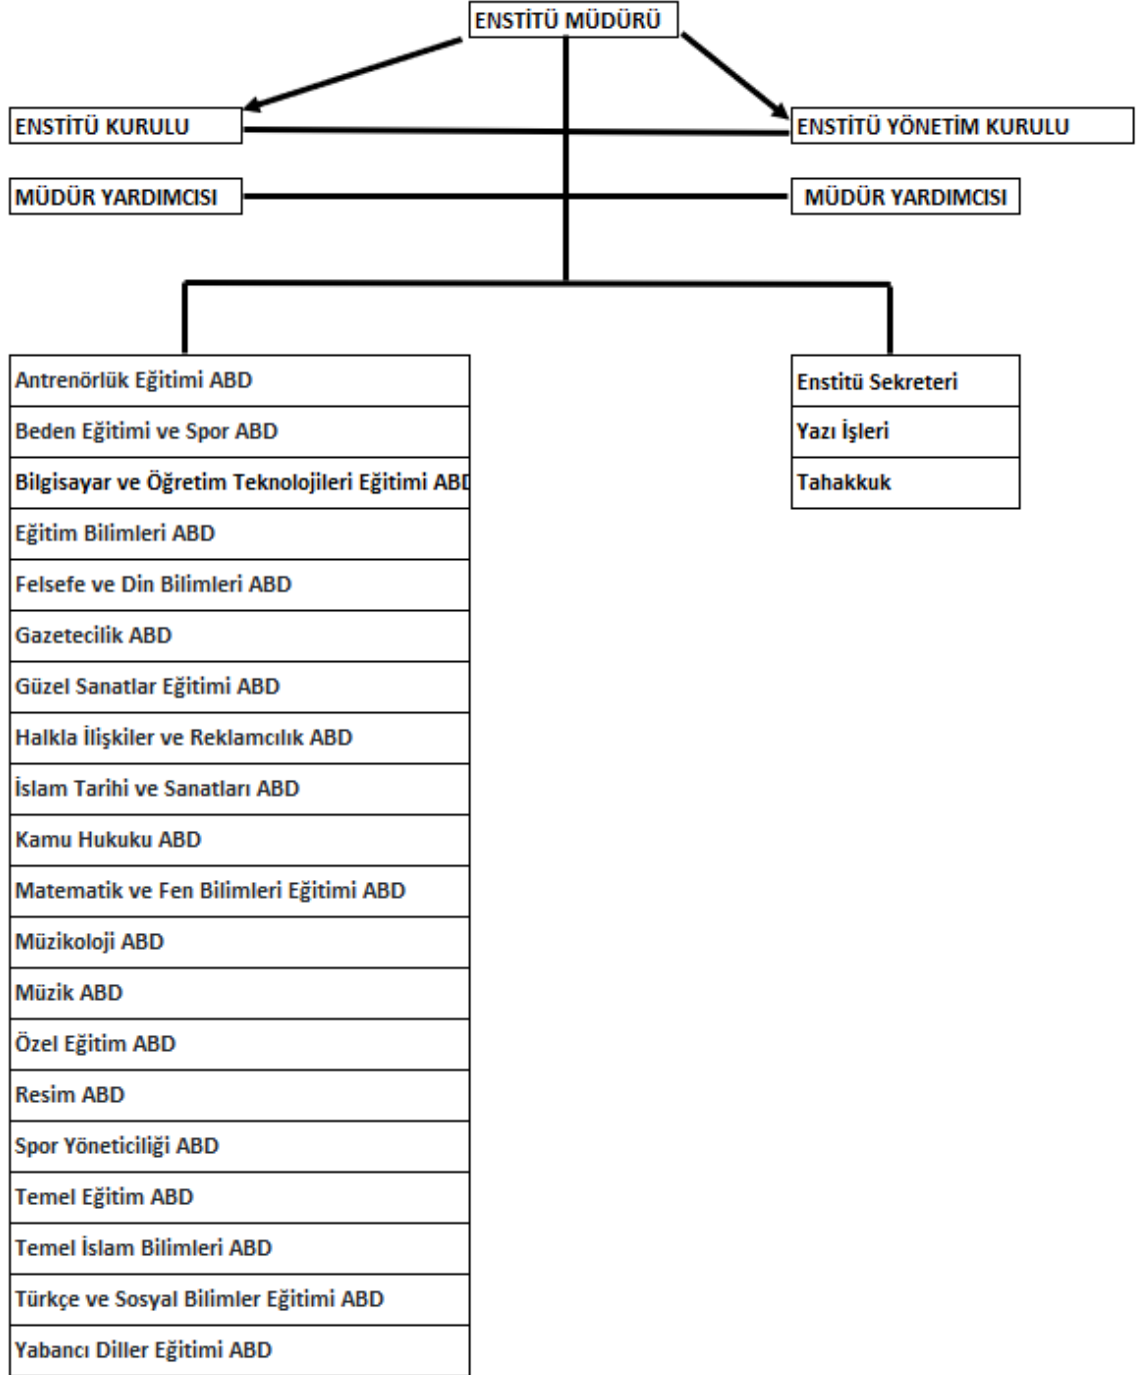 ENSTİTÜ MÜDÜRÜ
ENSTİTÜ KURULU
ENSTİTÜ YÖNETİM KURULU
MÜDÜR YARDIMCISI
MÜDÜR YARDIMCISI
Antrenörlük Eğitimi ABD
Beden Eğitimi ve Spor ABD
Bilgisayar ve Öğretim Teknolojileri Eğitimi ABD
Eğitim Bilimleri ABD
Felsefe ve Din Bilimleri ABD
Gazetecilik ABD
Güzel Sanatlar Eğitimi ABD
Halkla İlişkiler ve Reklamcılık ABD
İslam Tarihi ve Sanatları ABD
Kamu Hukuku ABD
Matematik ve Fen Bilimleri Eğitimi ABD
Müzikoloji ABD
Müzik ABD
Özel Eğitim ABD
Resim ABD
Spor Yöneticiliği ABD
Temel Eğitim ABD
Temel İslam Bilimleri ABD
Türkçe ve Sosyal Bilimler Eğitimi ABD
Yabancı Diller Eğitimi ABD
Enstitü Sekreteri
Yazı İşleri
Tahakkuk